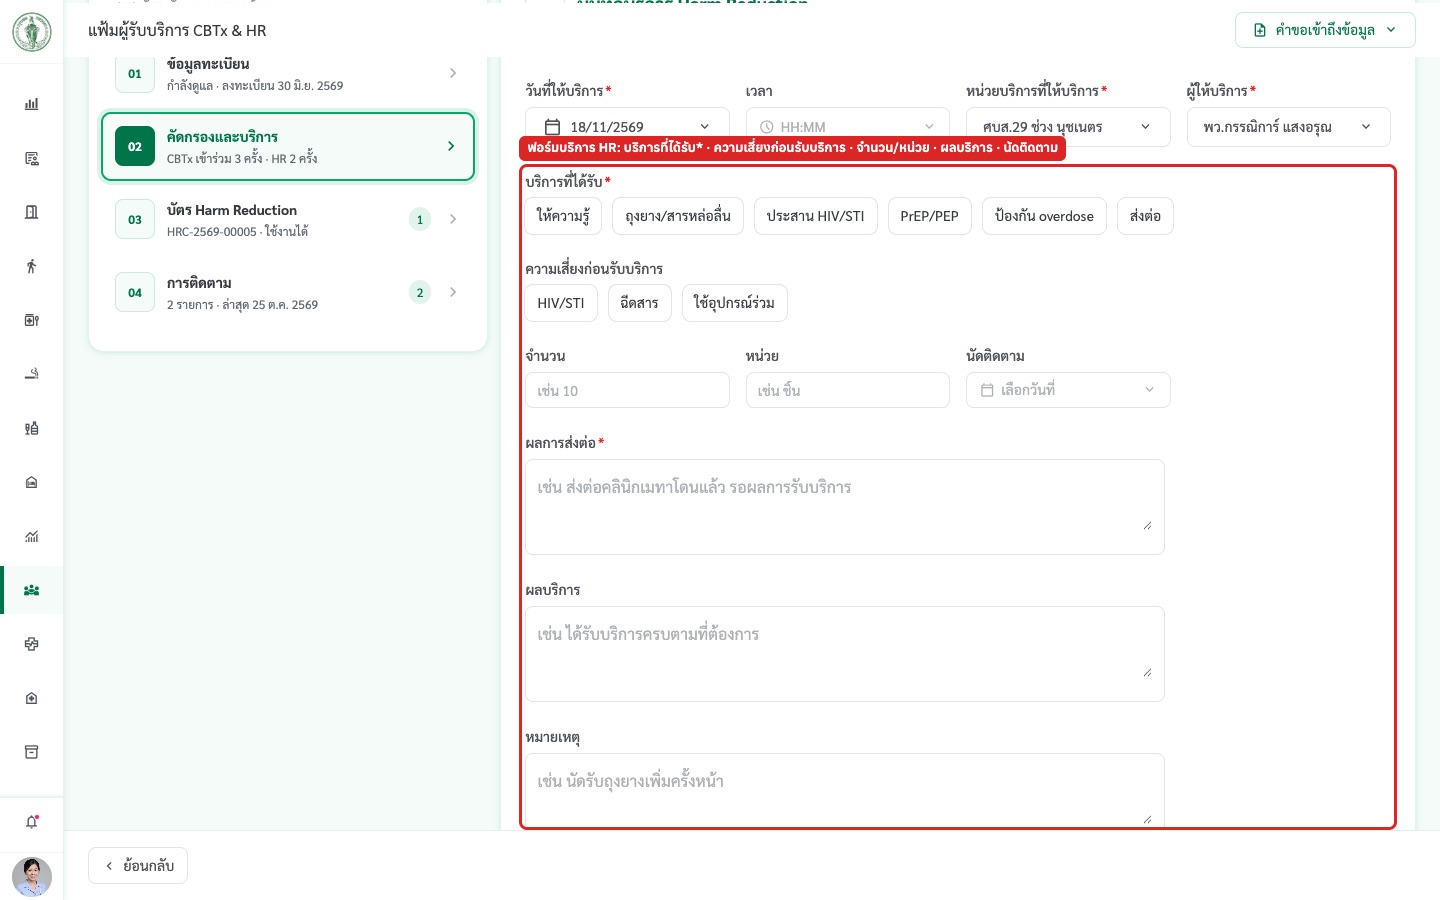 แฟ้มผู้รับบริการ CBTx & HR
คำขอเข้าถึงข้อมูล
01
ข้อมูลทะเบียน
กำลังดูแล · ลงทะเบียน 30 มิ.ย. 2569
02
คัดกรองและบริการ
CBTx เข้าร่วม 3 ครั้ง · HR 2 ครั้ง
03
บัตร Harm Reduction
HRC-2569-00005 · ใช้งานได้
1
04
การติดตาม
2 รายการ · ล่าสุด 25 ต.ค. 2569
2
วันที่ให้บริการ*
18/11/2569
เวลา
HH:MM
หน่วยบริการที่ให้บริการ*
ศบส.29 ช่วง นุชเนตร
ผู้ให้บริการ*
พว.กรรณิการ์ แสงอรุณ
ฟอร์มบริการ HR: บริการที่ได้รับ* · ความเสี่ยงก่อนรับบริการ · จำนวน/หน่วย · ผลบริการ · นัดติดตาม
บริการที่ได้รับ*
ให้ความรู้ ถุงยาง/สารหล่อลื่น ประสาน HIV/STI PrEP/PEP ป้องกัน overdose ส่งต่อ
ความเสี่ยงก่อนรับบริการ
HIV/STI ฉีดสาร ใช้อุปกรณ์ร่วม
จำนวน
เช่น 10
หน่วย
เช่น ชิ้น
นัดติดตาม
เลือกวันที่
ผลการส่งต่อ*
เช่น ส่งต่อคลินิกเมทาโดนแล้ว รอผลการรับบริการ
ผลบริการ
เช่น ได้รับบริการครบตามที่ต้องการ
หมายเหตุ
เช่น นัดรับถุงยางเพิ่มครั้งหน้า
ย้อนกลับ